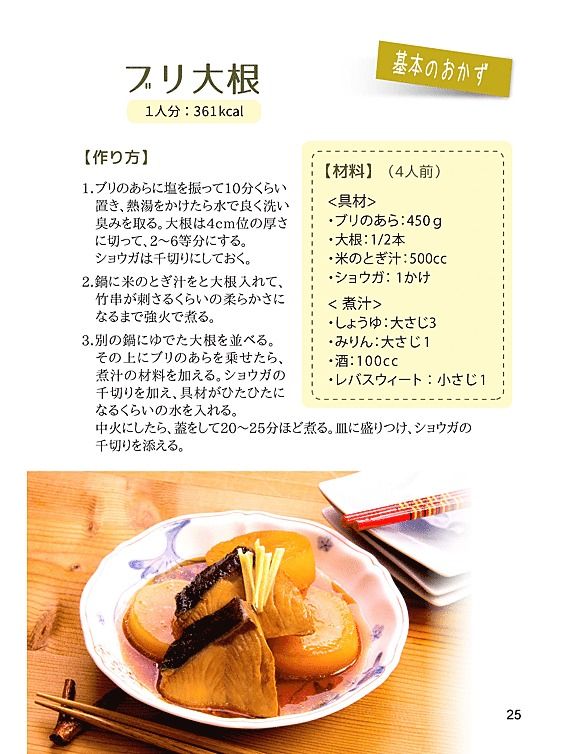 基本のおかず
ブリ大根
1人分：361kcal
【作り方】
1.ブリのあらに塩を振って10分くらい
置き、熱湯をかけたら水で良く洗い
臭みを取る。大根は4cm位の厚さ
に切って、2〜6等分にする。
ショウガは千切りにしておく。
2.鍋に米のとぎ汁をと大根入れて、
竹串が刺さるくらいの柔らかさに
なるまで強火で煮る。
3.別の鍋にゆでた大根を並べる。
その上にブリのあらを乗せたら、
煮汁の材料を加える。ショウガの
千切りを加え、具材がひたひたに
なるくらいの水を入れる。
中火にしたら、蓋をして20〜25分ほど煮る。皿に盛りつけ、ショウガの
千切りを添える。
【材料】（4人前）
<具材>
・ブリのあら：450g
・大根：1/2本
・米のとぎ汁：500cc
・ショウガ： 1かけ
< 煮汁>
・しょうゆ：大さじ3
・みりん：大さじ1
・酒：100cc
・レバスウィート： 小さじ1
25